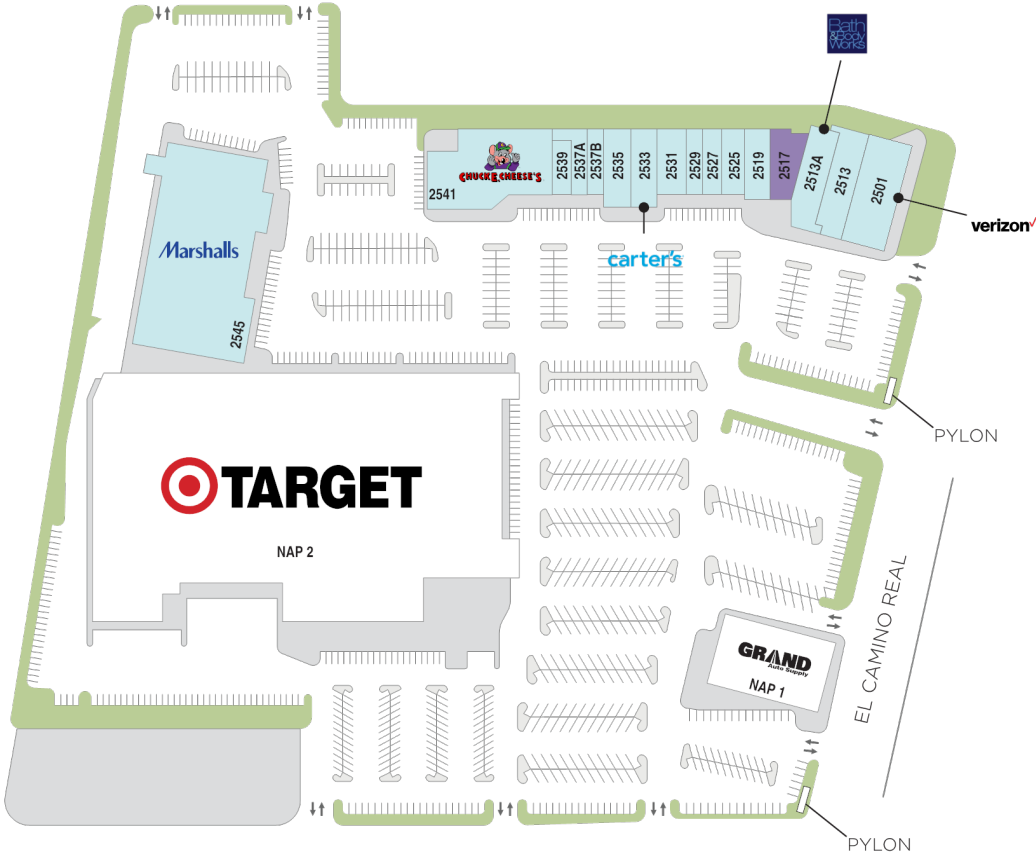 Bath
&Body
Works
CHUCK E. CHEESE'S
2541
2539
2537A
2537B
2535
2533
2531
2529
2527
2525
2519
2517
2513A
2513
2501
verizon
carter's
Marshalls
2545
PYLON
TARGET
NAP 2
EL CAMINO REAL
GRAND
Auto Supply
NAP 1
PYLON